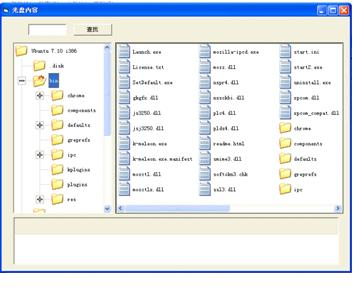 光盘内容
查找
Ubuntu 7.10 i386
.disk
bin
chrome
components
defaults
greprefs
ipc
kplugins
plugins
res
Launch.exe
License.txt
SetDefault.exe
gkgfx.dll
js3250.dll
jsj3250.dll
k-meleon.exe
k-meleon.exe.manifest
mozctl.dll
mozctlx.dll
mozilla-ipcd.exe
mozz.dll
nspr4.dll
nssckbi.dll
plc4.dll
plds4.dll
readme.html
smime3.dll
softokn3.chk
ssl3.dll
start.ini
start2.exe
uninstall.exe
xpcom.dll
xpcom_compat.dll
chrome
components
defaults
greprefs
ipc